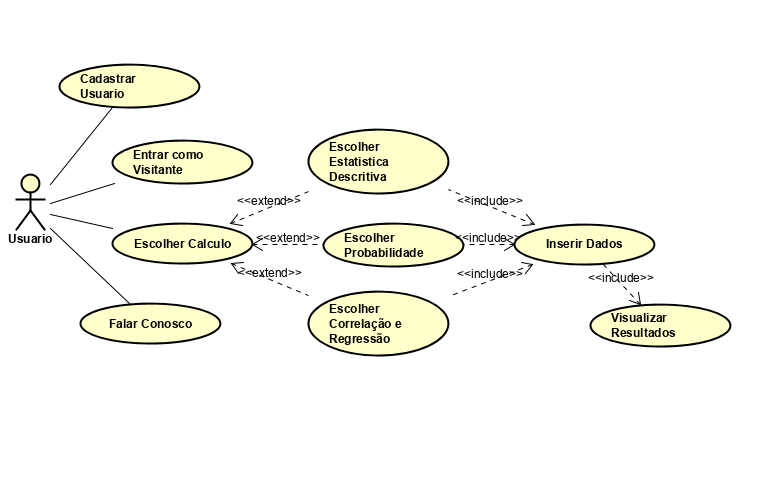 Cadastrar
Usuario
Entrar como
Visitante
Escolher
Estatistica
Descritiva
<<extend>>
<<include>>
Usuario
Escolher Calculo
<<extend>>
Escolher
Probabilidade
<<include>>
Inserir Dados
<<extend>>
<<include>>
<<include>>
Falar Conosco
Escolher
Correlação e
Regressão
Visualizar
Resultados